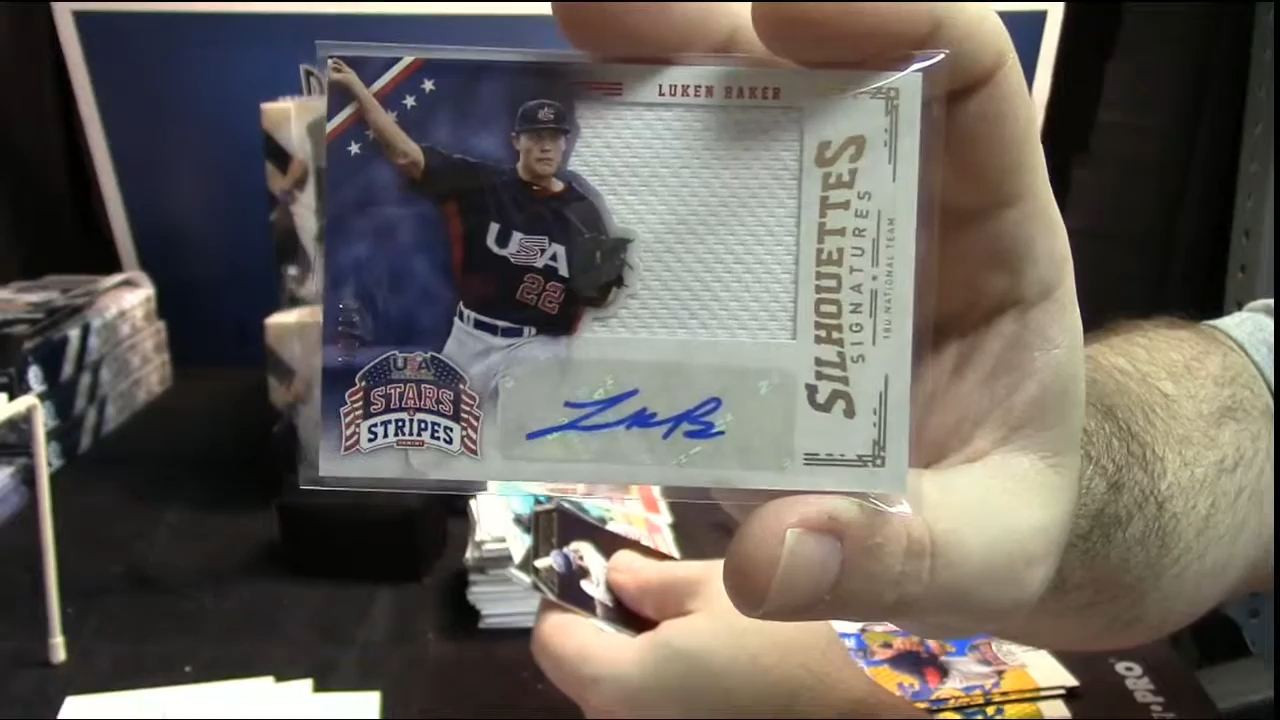 LUKEN BAKER
USA
22
SILHOUETTES
SIGNATURES
18U NATIONAL TEAM
USA
STARS
&
STRIPES
PANINI
PRO